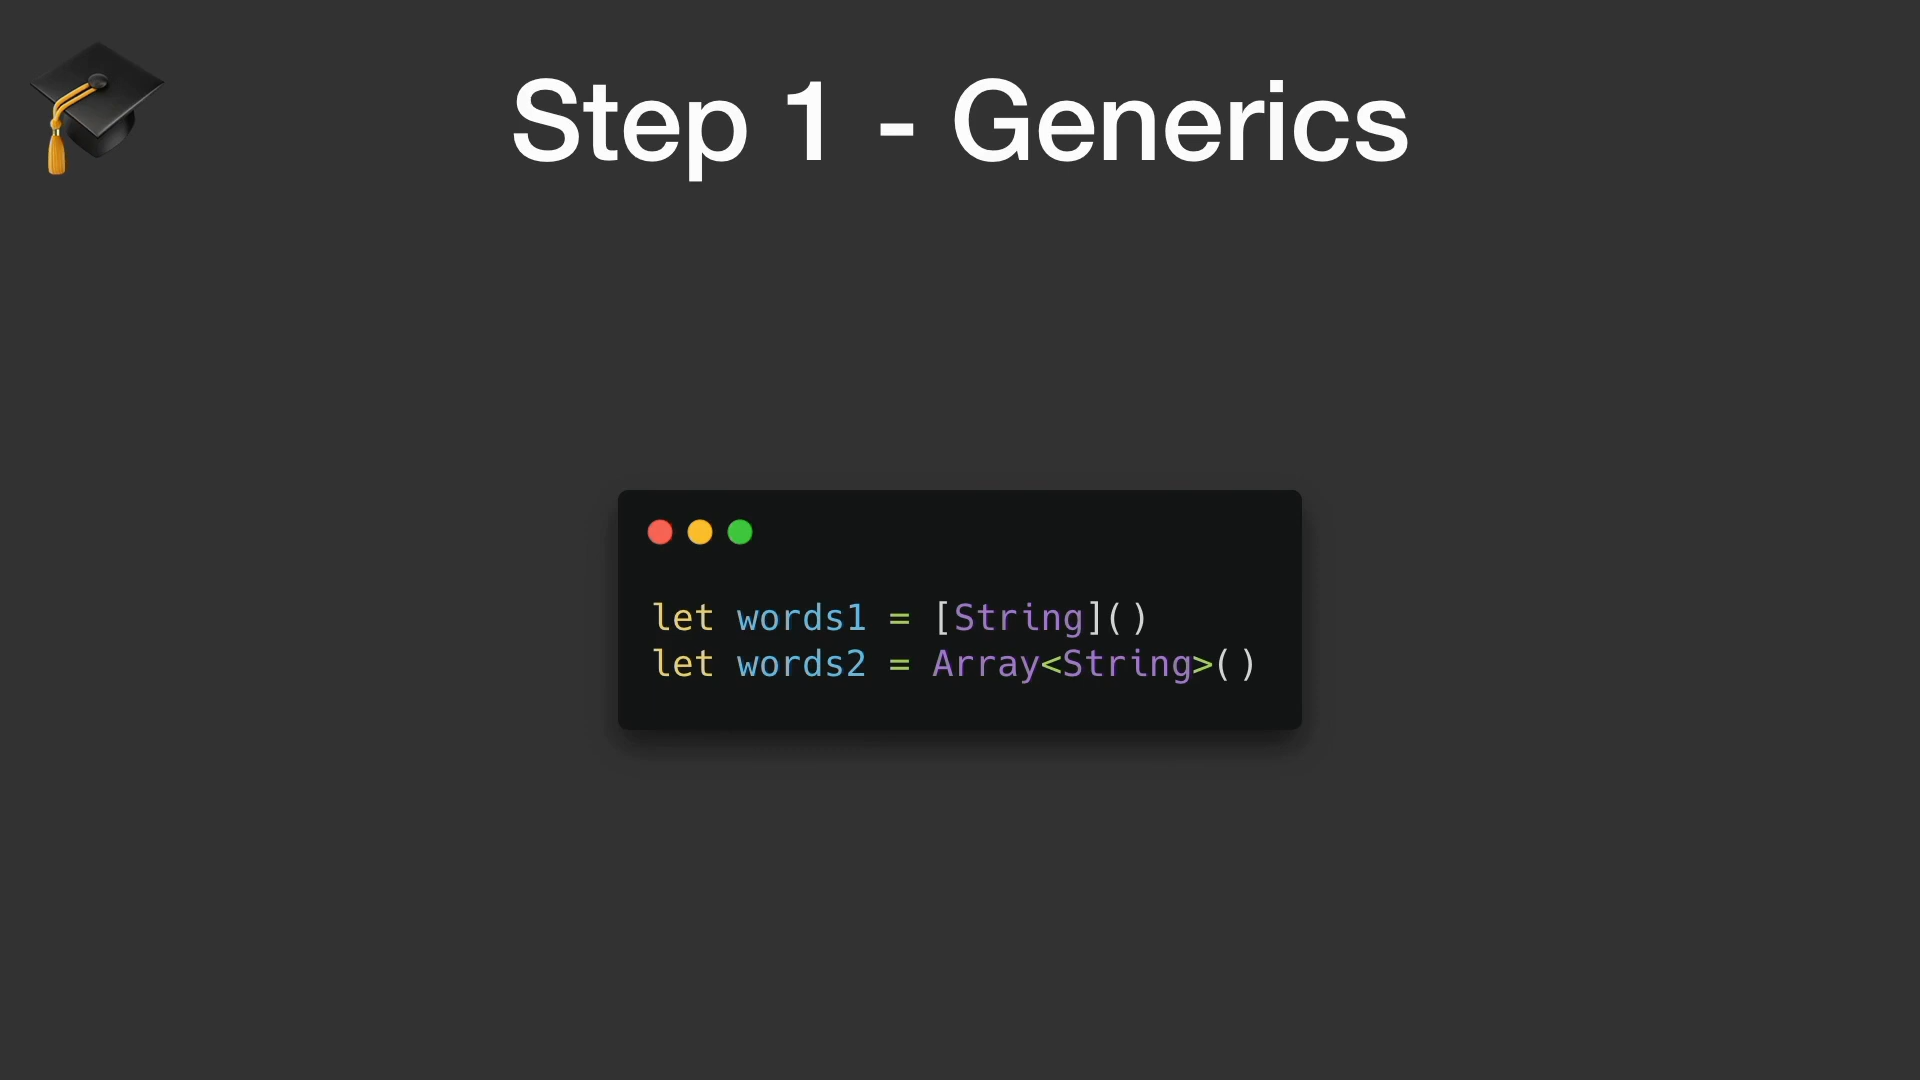 Step 1 - Generics
let words1 = [String]()
let words2 = Array<String>()